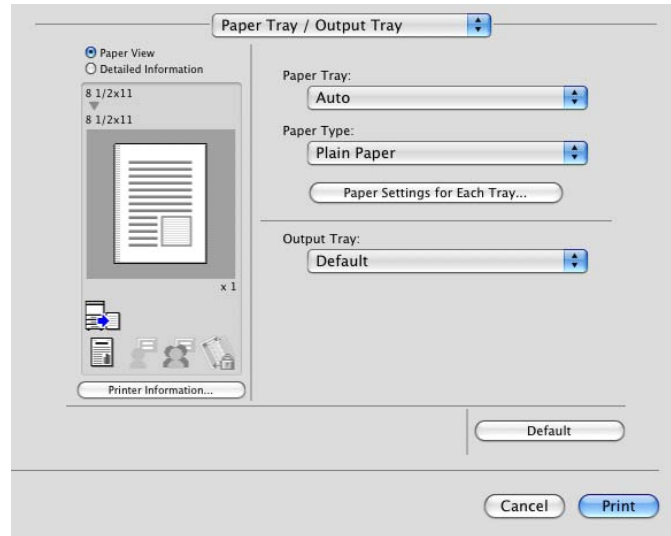 Paper Tray / Output Tray
Paper View
Detailed Information
8 1/2x11
8 1/2x11
x 1
Printer Information...
Paper Tray:
Auto
Paper Type:
Plain Paper
Paper Settings for Each Tray...
Output Tray:
Default
Default
Cancel
Print